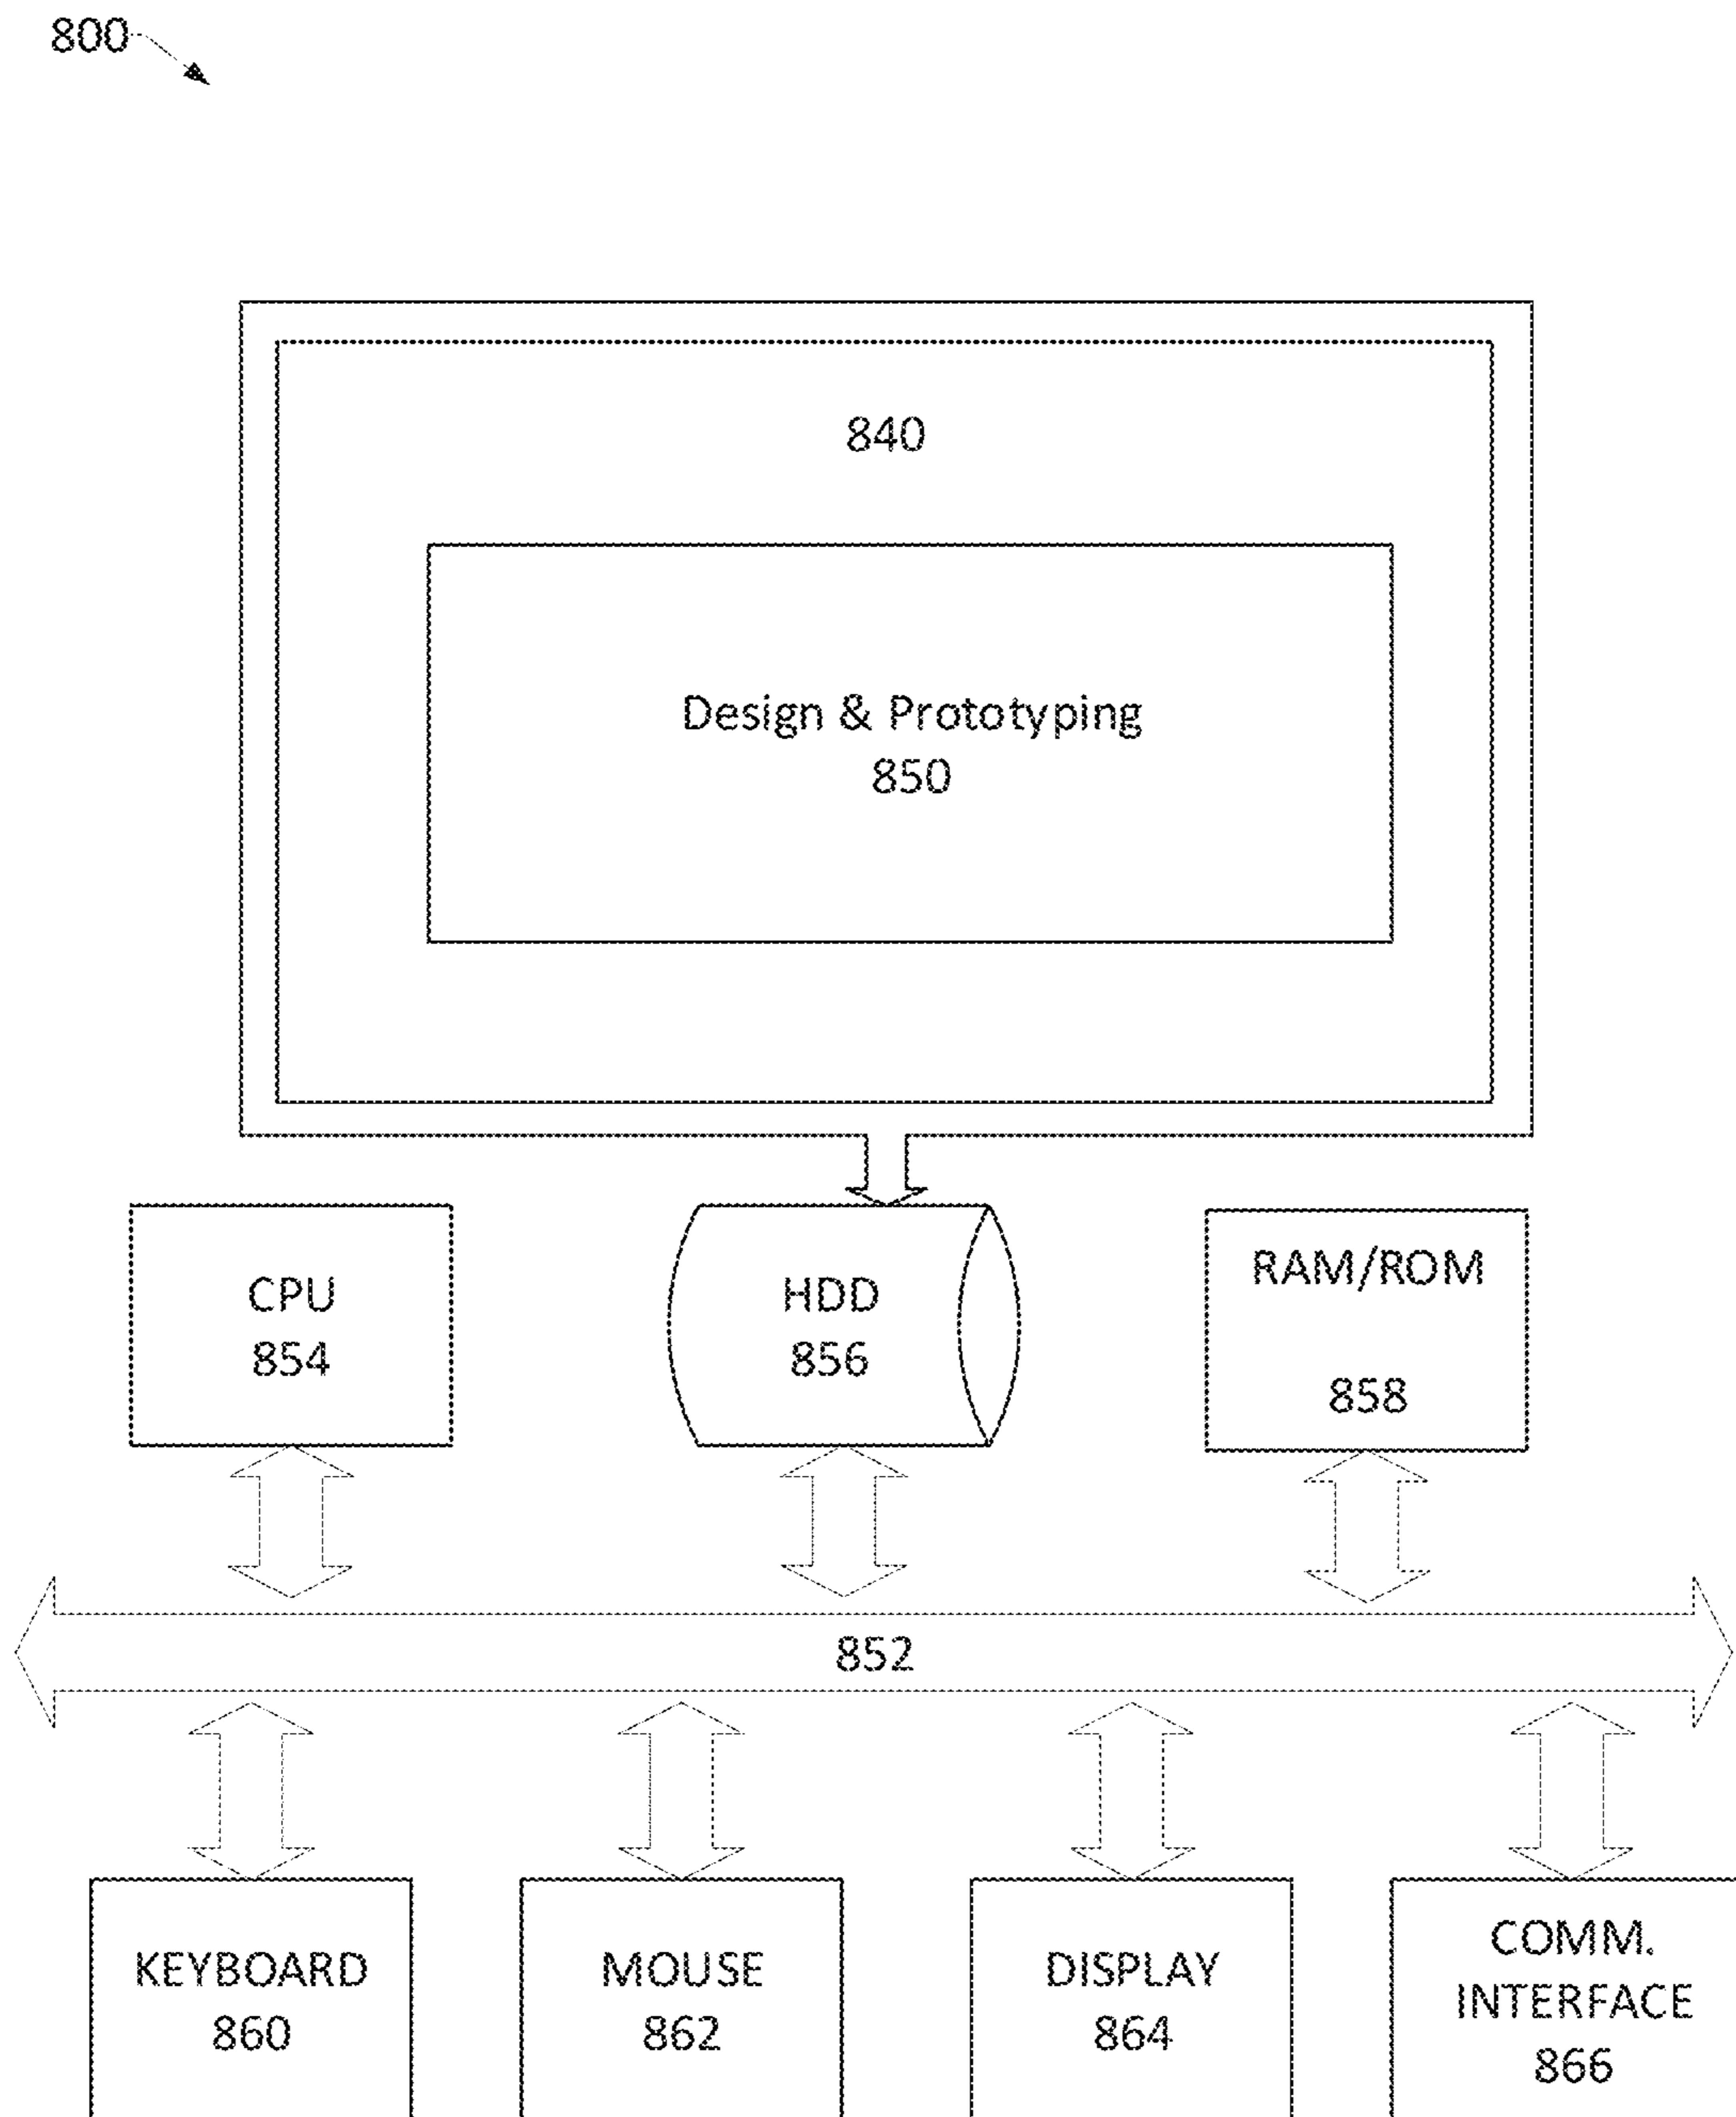 800
840
Design & Prototyping
850
CPU
854
HDD
856
RAM/ROM
858
852
KEYBOARD
860
MOUSE
862
DISPLAY
864
COMM.
INTERFACE
866